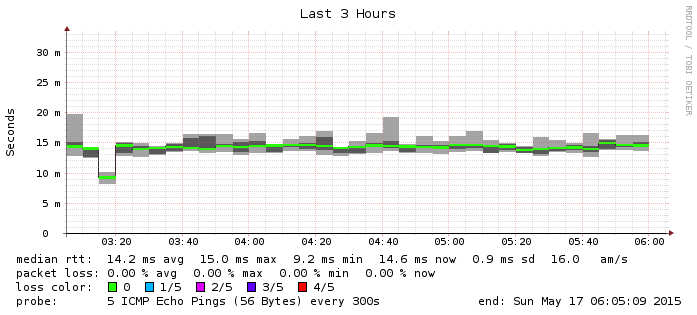 Last 3 Hours
RRDTOOL / TOBI OETIKER
Seconds
30 m
25 m
20 m
15 m
10 m
5 m
0
03:20 03:40 04:00 04:20 04:40 05:00 05:20 05:40 06:00
median rtt: 14.2 ms avg 15.0 ms max 9.2 ms min 14.6 ms now 0.9 ms sd 16.0 am/s
packet loss: 0.00 % avg 0.00 % max 0.00 % min 0.00 % now
loss color: 0 1/5 2/5 3/5 4/5
probe: 5 ICMP Echo Pings (56 Bytes) every 300s end: Sun May 17 06:05:09 2015